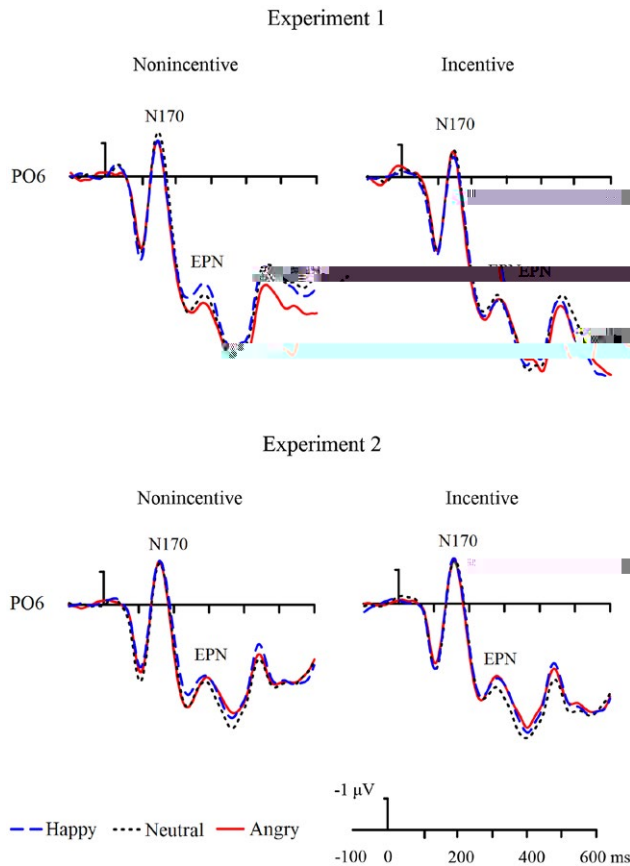 Experiment 1
Nonincentive Incentive
N170 N170
PO6
EPN EPN
Experiment 2
Nonincentive Incentive
N170 N170
PO6
EPN EPN
-1 µV
Happy Neutral Angry
-100 0 200 400 600 ms